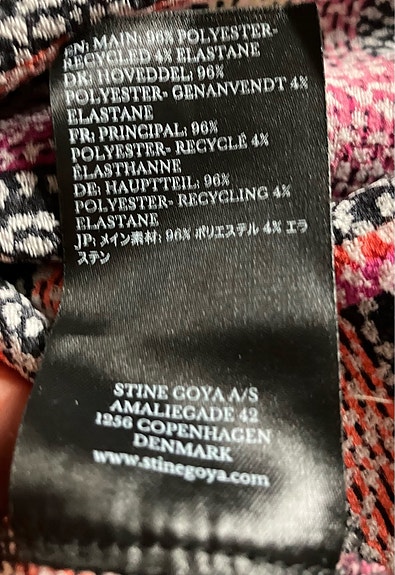 EN: MAIN, 96% POLYESTER-
RECYCLED 4% ELASTANE
DK: HOVEDDEL: 96%
POLYESTER- GENANVENDT 4%
ELASTANE
FR: PRINCIPAL: 96%
POLYESTER- RECYCLÉ 4%
ÉLASTHANNE
DE: HAUPTTEIL: 96%
POLYESTER- RECYCLING 4%
ELASTANE
JP: メイン素材: 96% ポリエステル 4% エラ
ステン
STINE GOYA A/S
AMALIEGADE 42
1256 COPENHAGEN
DENMARK
www.stinegoya.com